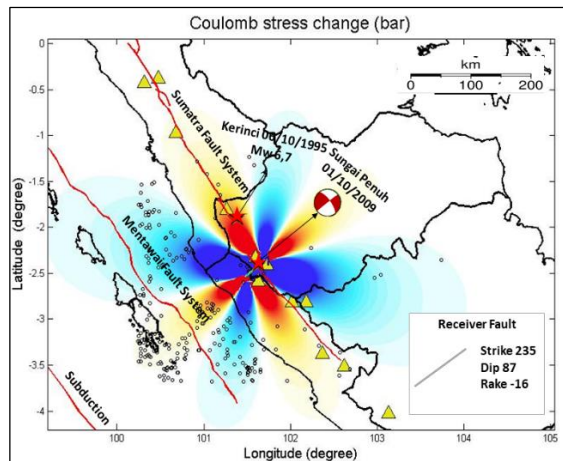 Coulomb stress change (bar)
km
0 100 200
Sumatra Fault System
Kerinci 06/10/1995 Sungai Penuh
Mw 6,7
01/10/2009
Mentawai Fault System
Subduction
Receiver Fault
Strike 235
Dip 87
Rake -16
Latitude (degree)
0
-0.5
-1
-1.5
-2
-2.5
-3
-3.5
-4
100 101 102 103 104 105
Longitude (degree)